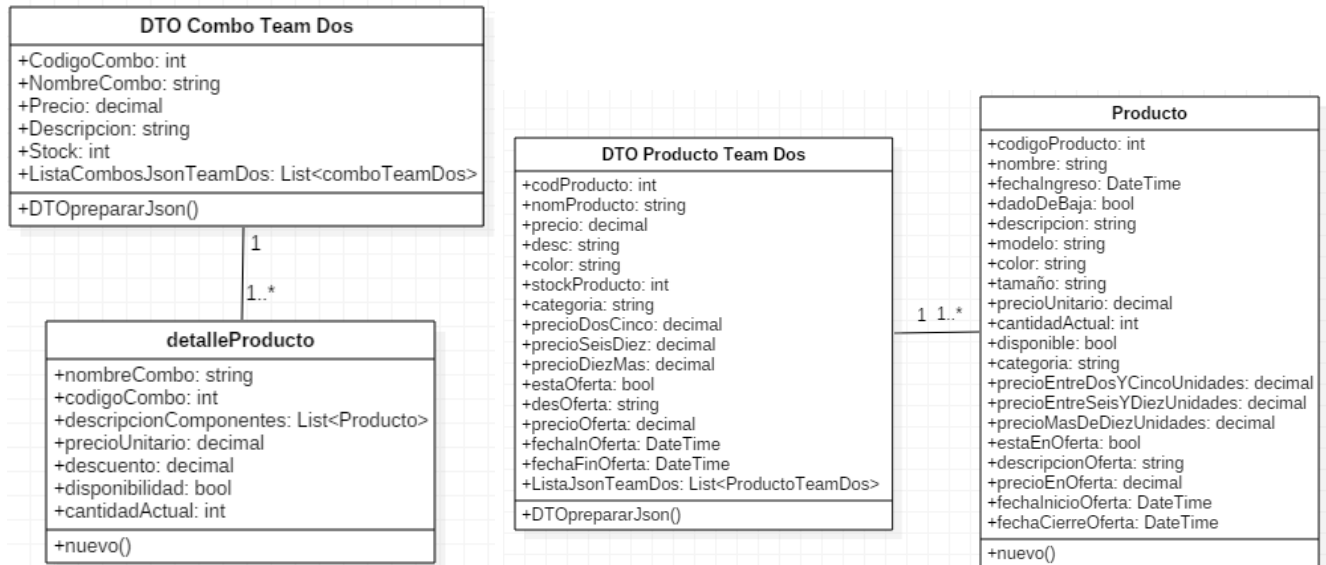 DTO Combo Team Dos
+CodigoCombo: int
+NombreCombo: string
+Precio: decimal
+Descripcion: string
+Stock: int
+ListaCombosJsonTeamDos: List<comboTeamDos>
+DTOprepararJson()
1
1..*
detalleProducto
+nombreCombo: string
+codigoCombo: int
+descripcionComponentes: List<Producto>
+precioUnitario: decimal
+descuento: decimal
+disponibilidad: bool
+cantidadActual: int
+nuevo()
DTO Producto Team Dos
+codProducto: int
+nomProducto: string
+precio: decimal
+desc: string
+color: string
+stockProducto: int
+categoria: string
+precioDosCinco: decimal
+precioSeisDiez: decimal
+precioDiezMas: decimal
+estaOferta: bool
+desOferta: string
+precioOferta: decimal
+fechaInOferta: DateTime
+fechaFinOferta: DateTime
+ListaJsonTeamDos: List<ProductoTeamDos>
+DTOprepararJson()
1 1..*
Producto
+codigoProducto: int
+nombre: string
+fechaIngreso: DateTime
+dadoDeBaja: bool
+descripcion: string
+modelo: string
+color: string
+tamaño: string
+precioUnitario: decimal
+cantidadActual: int
+disponible: bool
+categoria: string
+precioEntreDosYCincoUnidades: decimal
+precioEntreSeisYDiezUnidades: decimal
+precioMasDeDiezUnidades: decimal
+estaEnOferta: bool
+descripcionOferta: string
+precioEnOferta: decimal
+fechaInicioOferta: DateTime
+fechaCierreOferta: DateTime
+nuevo()